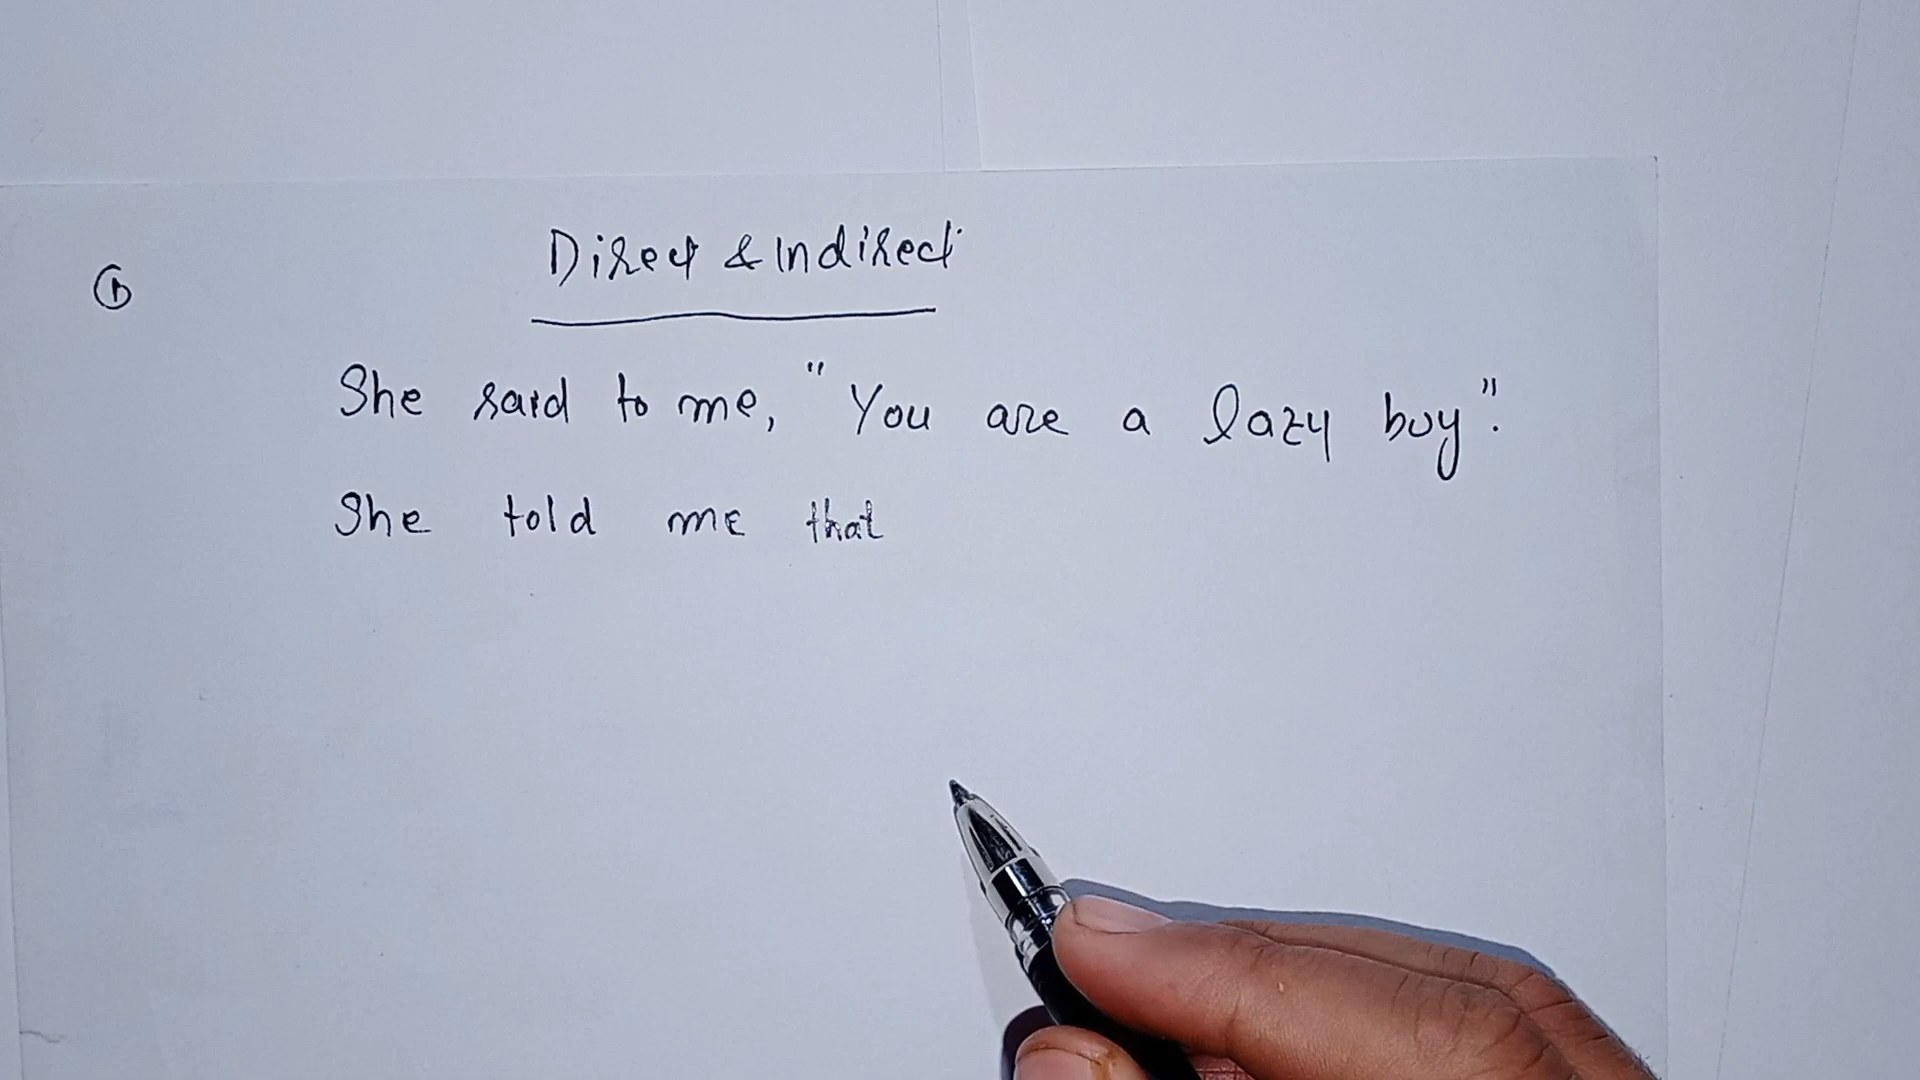 Direct & Indirect
①
She said to me, "You are a lazy boy".
She told me that